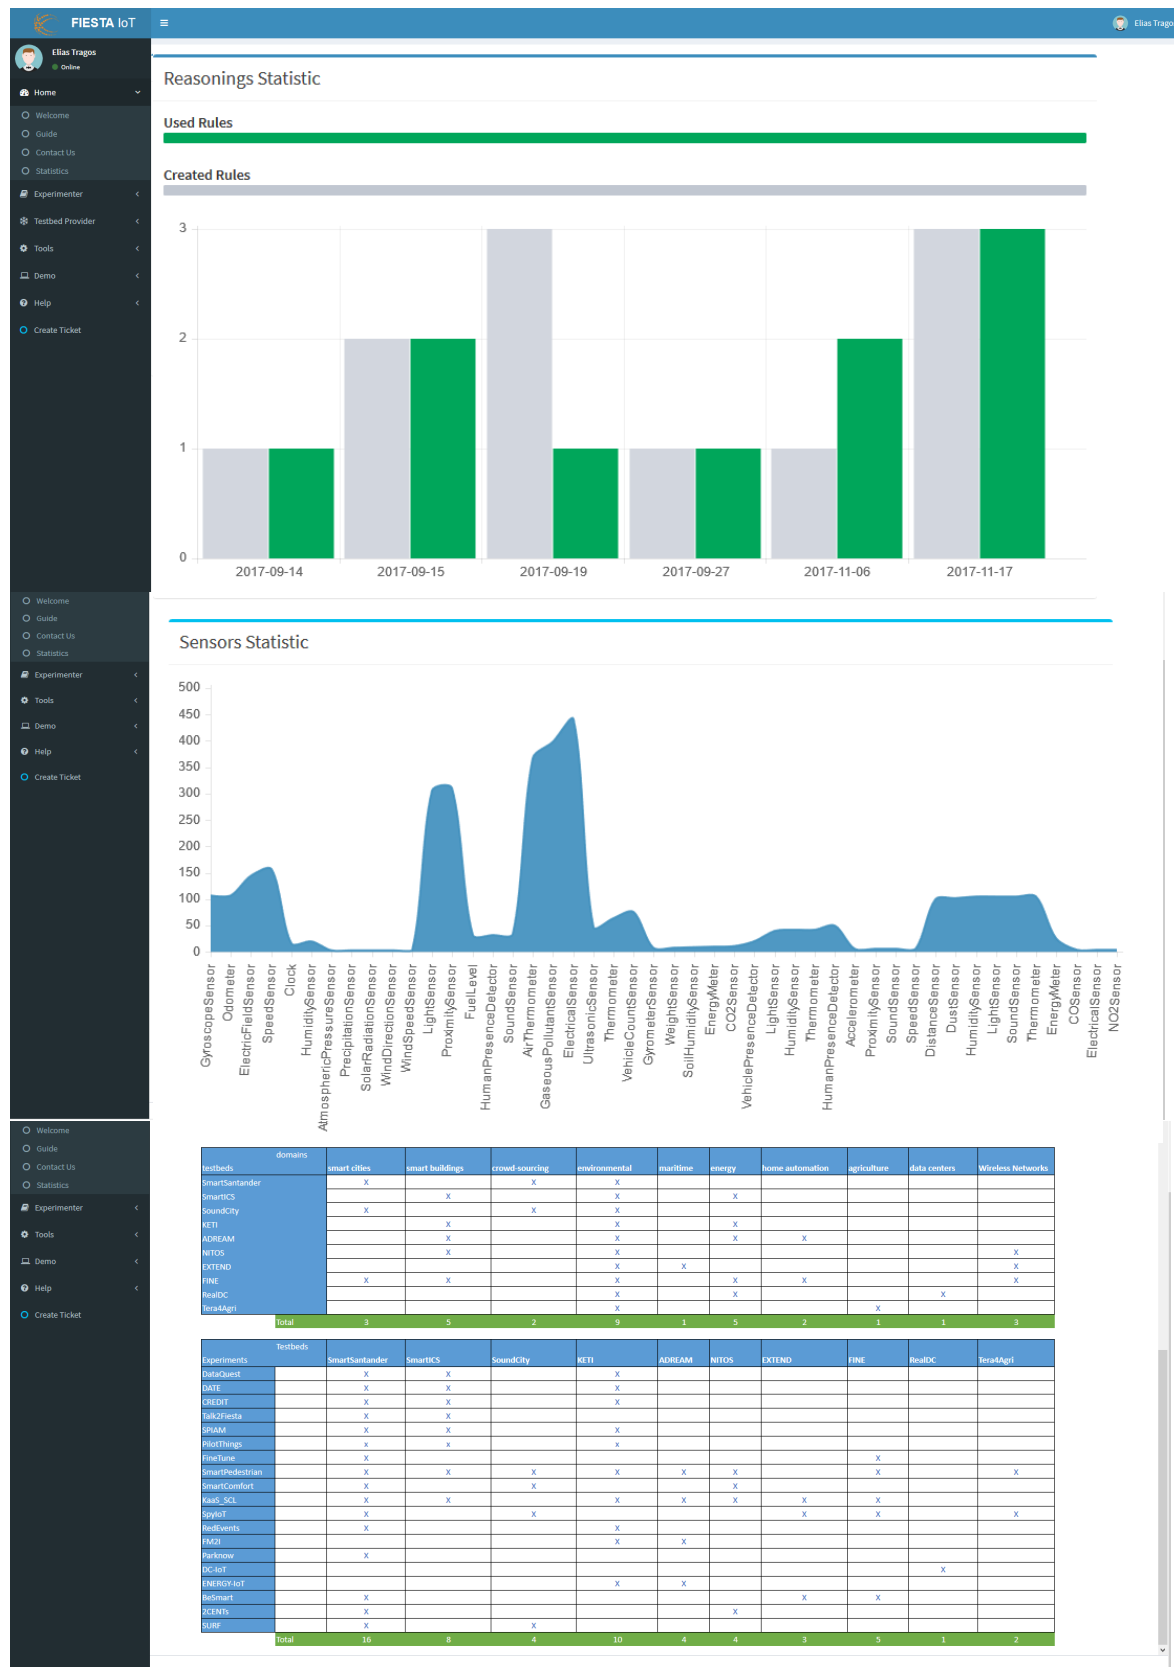 FIESTA IoT
Elias Trago
Elias Tragos
Online
Home
Welcome
Guide
Contact Us
Statistics
Experimenter
Testbed Provider
Tools
Demo
Help
Create Ticket
Reasonings Statistic
Used Rules
Created Rules
3
2
1
0
2017-09-14 2017-09-15 2017-09-19 2017-09-27 2017-11-06 2017-11-17
Welcome
Guide
Contact Us
Statistics
Experimenter
Tools
Demo
Help
Create Ticket
Sensors Statistic
500
450
400
350
300
250
200
150
100
50
0
GyroscopeSensor
Odometer
ElectricFieldSensor
SpeedSensor
Clock
HumiditySensor
AtmosphericPressureSensor
PrecipitationSensor
SolarRadiationSensor
WindDirectionSensor
WindSpeedSensor
LightSensor
ProximitySensor
FuelLevel
HumanPresenceDetector
SoundSensor
AirThermometer
GaseousPollutantSensor
ElectricalSensor
UltrasonicSensor
Thermometer
VehicleCountSensor
GyrometerSensor
WeightSensor
SoilHumiditySensor
EnergyMeter
CO2Sensor
VehiclePresenceDetector
LightSensor
HumiditySensor
Thermometer
HumanPresenceDetector
Accelerometer
ProximitySensor
SoundSensor
SpeedSensor
DistanceSensor
DustSensor
HumiditySensor
LightSensor
SoundSensor
Thermometer
EnergyMeter
COSensor
ElectricalSensor
NO2Sensor
Welcome
Guide
Contact Us
Statistics
Experimenter
Tools
Demo
Help
Create Ticket
domains
testbeds smart cities smart buildings crowd-sourcing environmental maritime energy home automation agriculture data centers Wireless Networks
SmartSantander X X X
SmartICS X X X
SoundCity X X X
KETI X X X
ADREAM X X X X
NITOS X X X
EXTEND X X X
FINE X X X X X X
RealDC X X X
Tera4Agri X X
Total 3 5 2 9 1 5 2 1 1 3
Testbeds
Experiments SmartSantander SmartICS SoundCity KETI ADREAM NITOS EXTEND FINE RealDC Tera4Agri
DataQuest X X X
DATE X X X
CREDIT X X X
Talk2Fiesta X X
SPIAM X X X
PilotThings x x x
FineTune X X
SmartPedestrian X X X X X X X X
SmartComfort X X X
KaaS_SCL X X X X X X X
SpyIoT X X X X X
RedEvents X X
FM2I X X
Parknow X
DC-IoT X
ENERGY-IoT X X
BeSmart X X X
2CENTs X X
SURF X X
Total 16 8 4 10 4 4 3 5 1 2